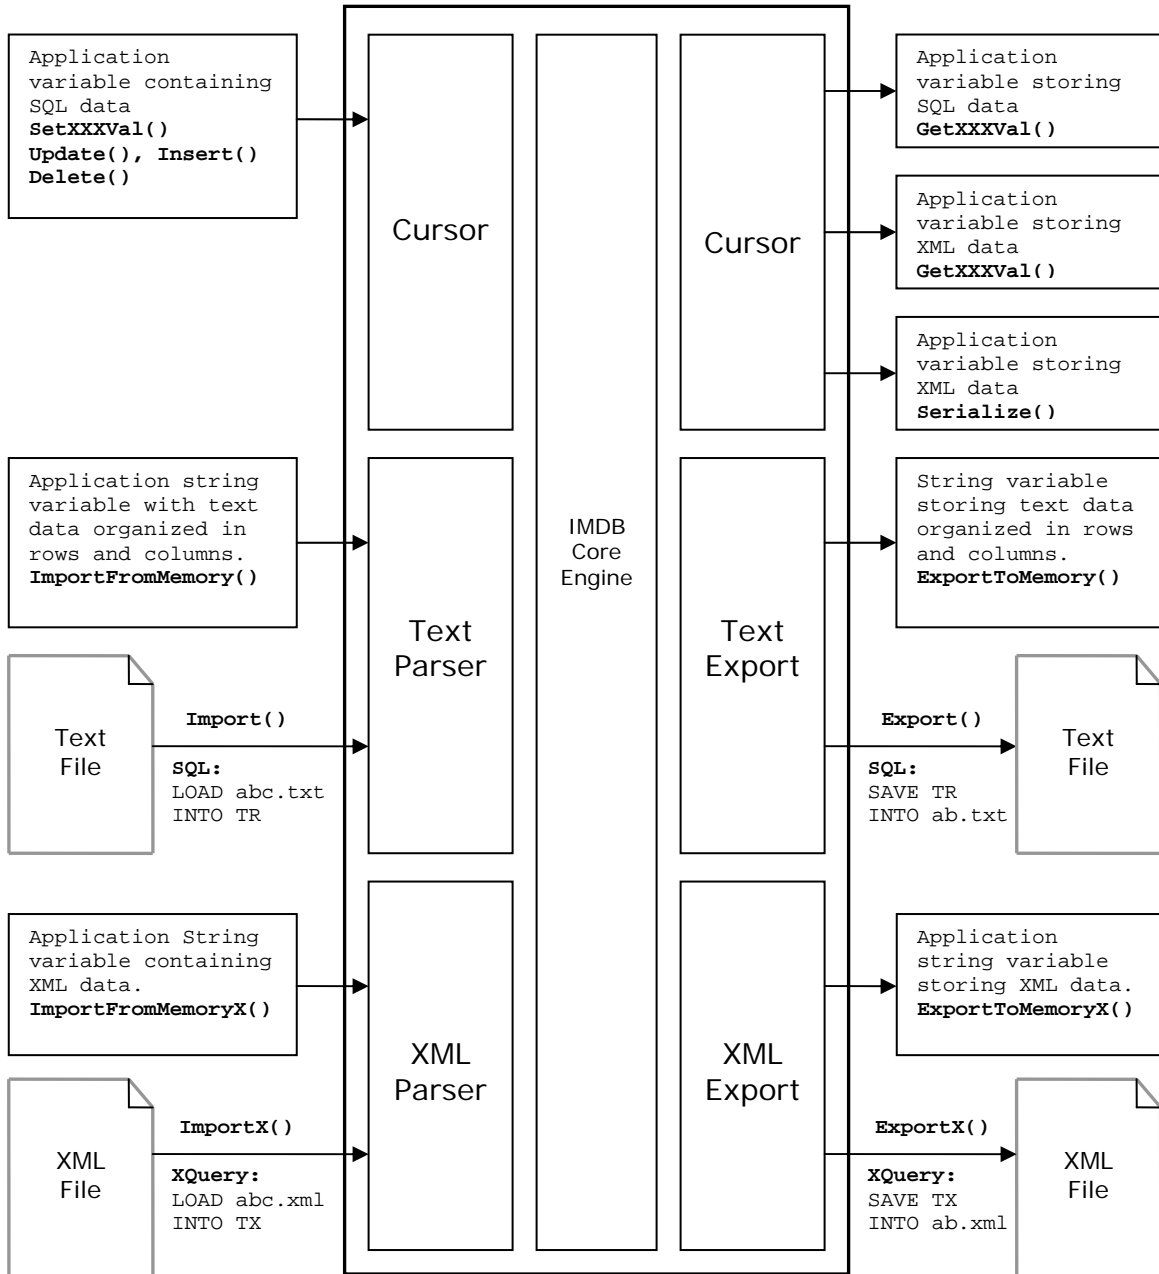 Application
variable containing
SQL data
SetXXXVal()
Update(), Insert()
Delete()
Cursor
IMDB
Core
Engine
Cursor
Application
variable storing
SQL data
GetXXXVal()
Application
variable storing
XML data
GetXXXVal()
Application
variable storing
XML data
Serialize()
Application string
variable with text
data organized in
rows and columns.
ImportFromMemory()
Text
Parser
Text
Export
String variable
storing text data
organized in rows
and columns.
ExportToMemory()
Text
File
Import()
SQL:
LOAD abc.txt
INTO TR
Export()
SQL:
SAVE TR
INTO ab.txt
Text
File
Application String
variable containing
XML data.
ImportFromMemoryX()
XML
Parser
XML
Export
Application
string variable
storing XML data.
ExportToMemoryX()
XML
File
ImportX()
XQuery:
LOAD abc.xml
INTO TX
ExportX()
XQuery:
SAVE TX
INTO ab.xml
XML
File